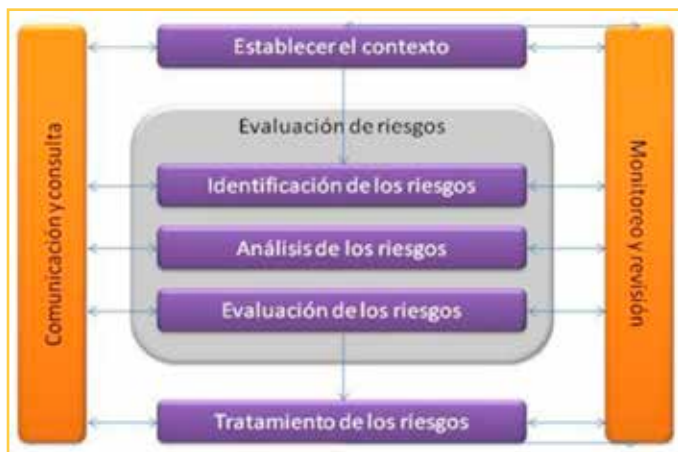 Establecer el contexto
Comunicación y consulta
Evaluación de riesgos
Identificación de los riesgos
Análisis de los riesgos
Evaluación de los riesgos
Monitoreo y revisión
Tratamiento de los riesgos